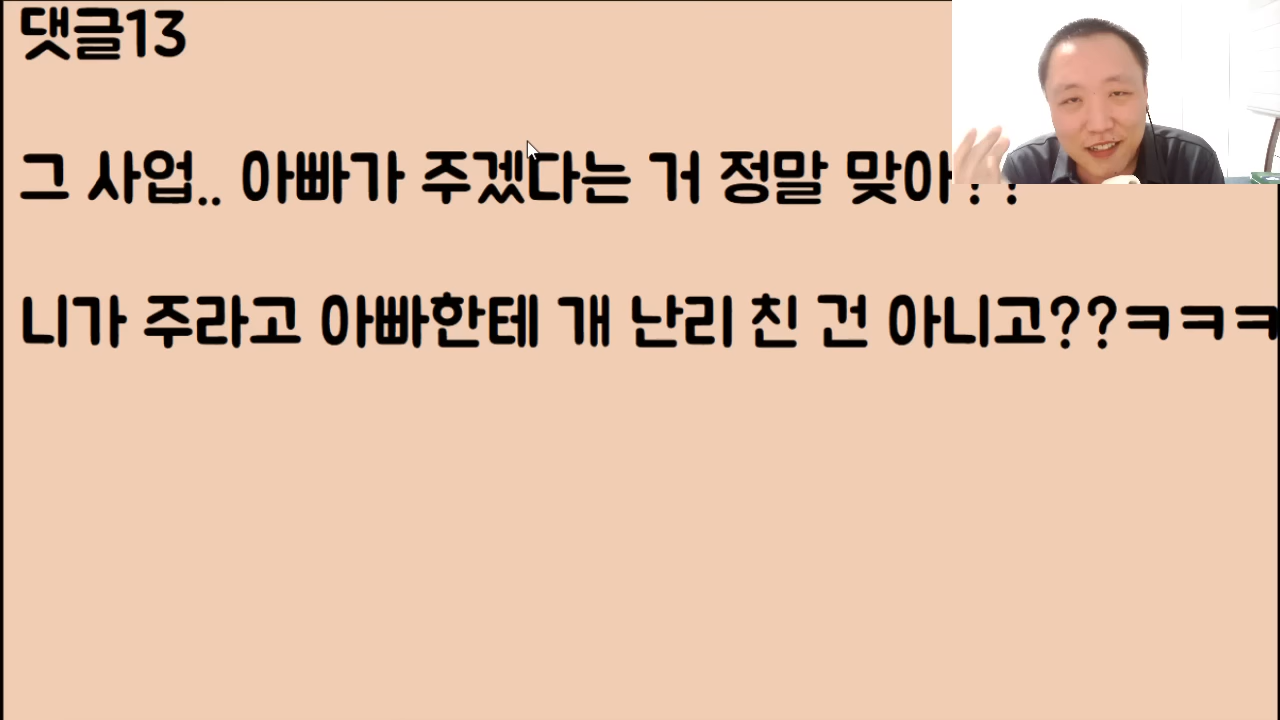 댓글13
그 사업.. 아빠가 주겠다는 거 정말 맞아??
니가 주라고 아빠한테 개 난리 친 건 아니고??ㅋㅋㅋ